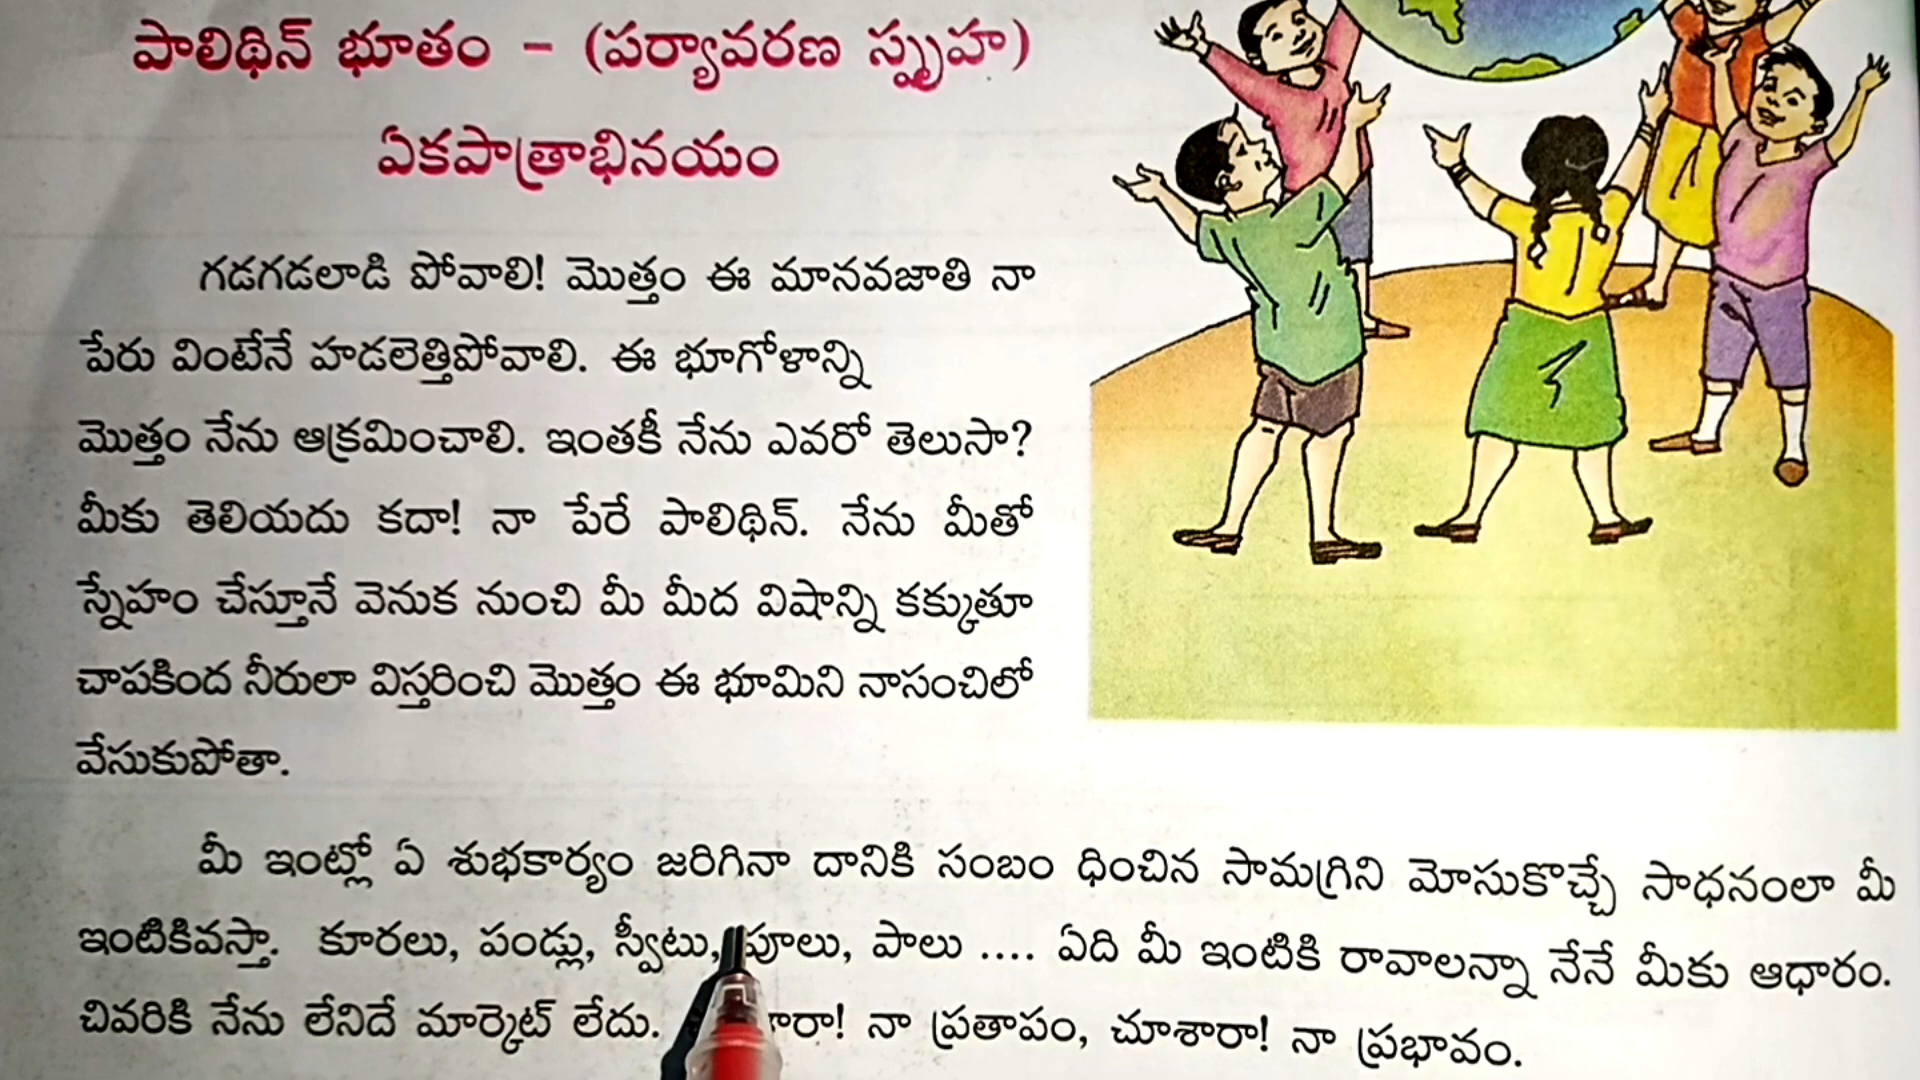 పాలిథిన్ భూతం – (పర్యావరణ స్పృహ)
ఏకపాత్రాభినయం
గడగడలాడి పోవాలి! మొత్తం ఈ మానవజాతి నా
పేరు వింటేనే హడలెత్తిపోవాలి. ఈ భూగోళాన్ని
మొత్తం నేను ఆక్రమించాలి. ఇంతకీ నేను ఎవరో తెలుసా?
మీకు తెలియదు కదా! నా పేరే పాలిథిన్. నేను మీతో
స్నేహం చేస్తూనే వెనుక నుంచి మీ మీద విషాన్ని కక్కుతూ
చాపకింద నీరులా విస్తరించి మొత్తం ఈ భూమిని నాసంచిలో
వేసుకుపోతా.
మీ ఇంట్లో ఏ శుభకార్యం జరిగినా దానికి సంబం ధించిన సామగ్రిని మోసుకొచ్చే సాధనంలా మీ
ఇంటికివస్తా. కూరలు, పండ్లు, స్వీటు, పూలు, పాలు .... ఏది మీ ఇంటికి రావాలన్నా నేనే మీకు ఆధారం.
చివరికి నేను లేనిదే మార్కెట్ లేదు. నా ప్రతాపం, చూశారా! నా ప్రభావం.